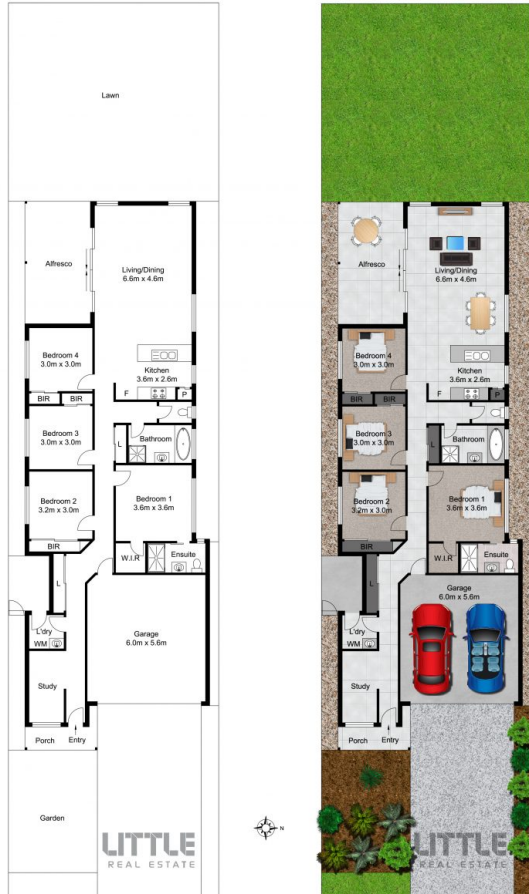 Lawn
Alfresco
Living/Dining
6.6m x 4.6m
Bedroom 4
3.0m x 3.0m
Kitchen
3.6m x 2.6m
F
P
BIR
BIR
Bedroom 3
3.0m x 3.0m
L
Bathroom
Bedroom 2
3.2m x 3.0m
Bedroom 1
3.6m x 3.6m
BIR
W.I.R
Ensuite
L
Garage
6.0m x 5.6m
L'dry
WM
Study
Porch
Entry
Garden
N
LITTLE
REAL ESTATE
Alfresco
Living/Dining
6.6m x 4.6m
Bedroom 4
3.0m x 3.0m
Kitchen
3.6m x 2.6m
F
P
BIR
BIR
Bedroom 3
3.0m x 3.0m
L
Bathroom
Bedroom 2
3.2m x 3.0m
Bedroom 1
3.6m x 3.6m
BIR
W.I.R
Ensuite
L
Garage
6.0m x 5.6m
L'dry
WM
Study
Porch
Entry
LITTLE
REAL ESTATE